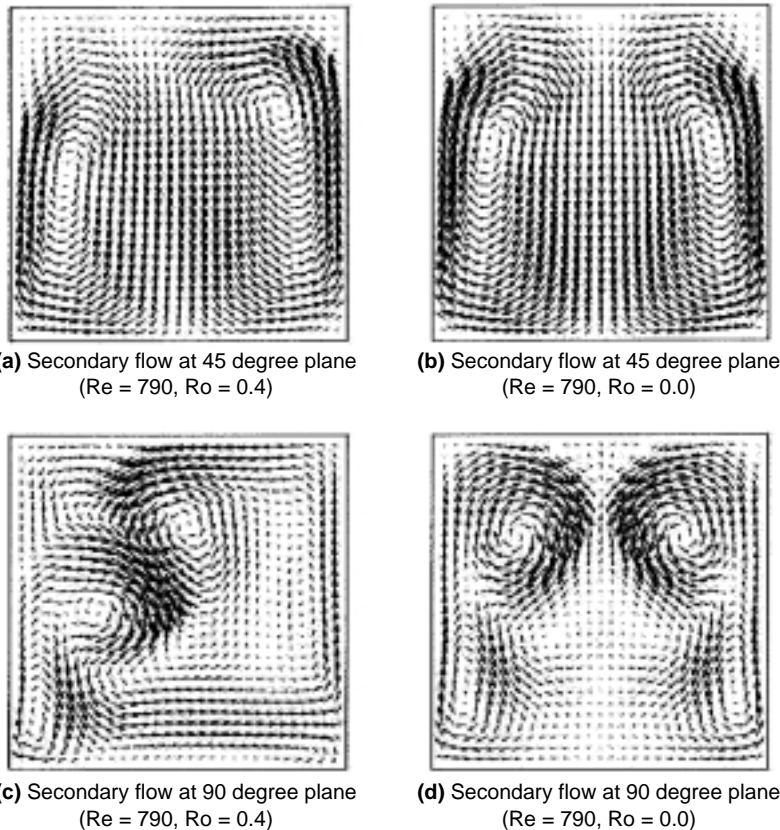 (a) Secondary flow at 45 degree plane
(Re = 790, Ro = 0.4)
(b) Secondary flow at 45 degree plane
(Re = 790, Ro = 0.0)
(c) Secondary flow at 90 degree plane
(Re = 790, Ro = 0.4)
(d) Secondary flow at 90 degree plane
(Re = 790, Ro = 0.0)